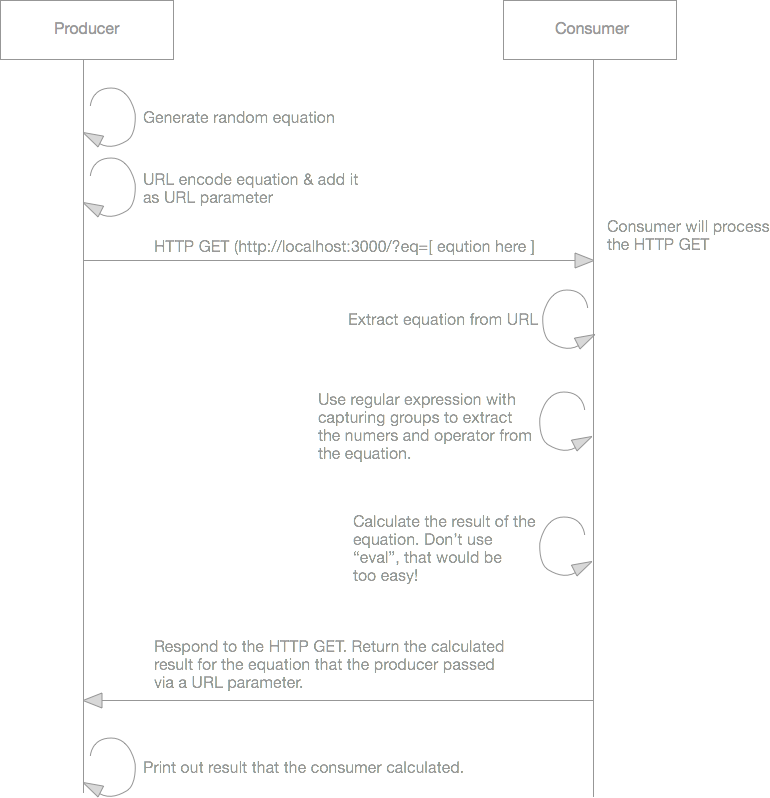 Producer
Consumer
Generate random equation
URL encode equation & add it
as URL parameter
HTTP GET (http://localhost:3000/?eq=[ eqution here ]
Consumer will process
the HTTP GET
Extract equation from URL
Use regular expression with
capturing groups to extract
the numers and operator from
the equation.
Calculate the result of the
equation. Don’t use
“eval”, that would be
too easy!
Respond to the HTTP GET. Return the calculated
result for the equation that the producer passed
via a URL parameter.
Print out result that the consumer calculated.